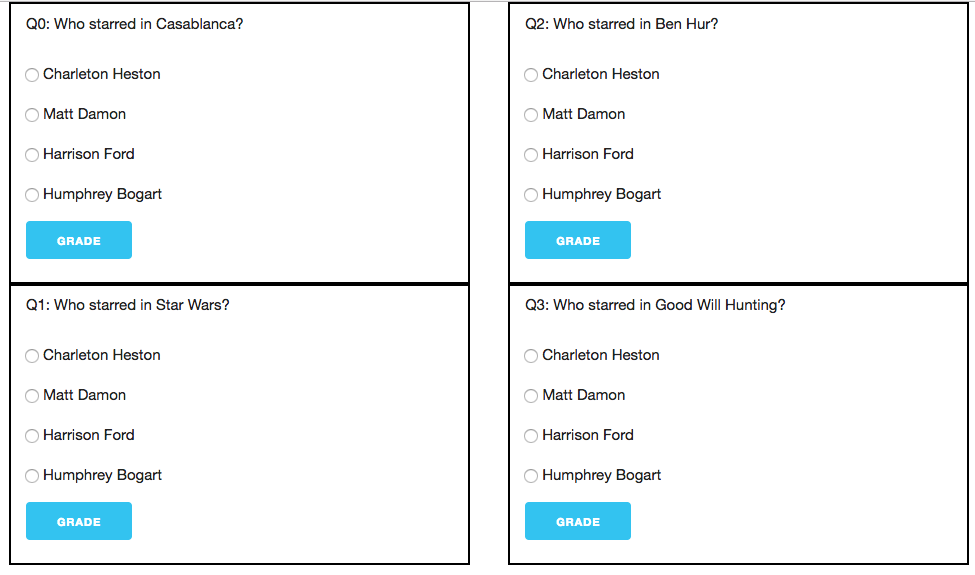 Q0: Who starred in Casablanca?
Charleton Heston
Matt Damon
Harrison Ford
Humphrey Bogart
GRADE
Q1: Who starred in Star Wars?
Charleton Heston
Matt Damon
Harrison Ford
Humphrey Bogart
GRADE
Q2: Who starred in Ben Hur?
Charleton Heston
Matt Damon
Harrison Ford
Humphrey Bogart
GRADE
Q3: Who starred in Good Will Hunting?
Charleton Heston
Matt Damon
Harrison Ford
Humphrey Bogart
GRADE